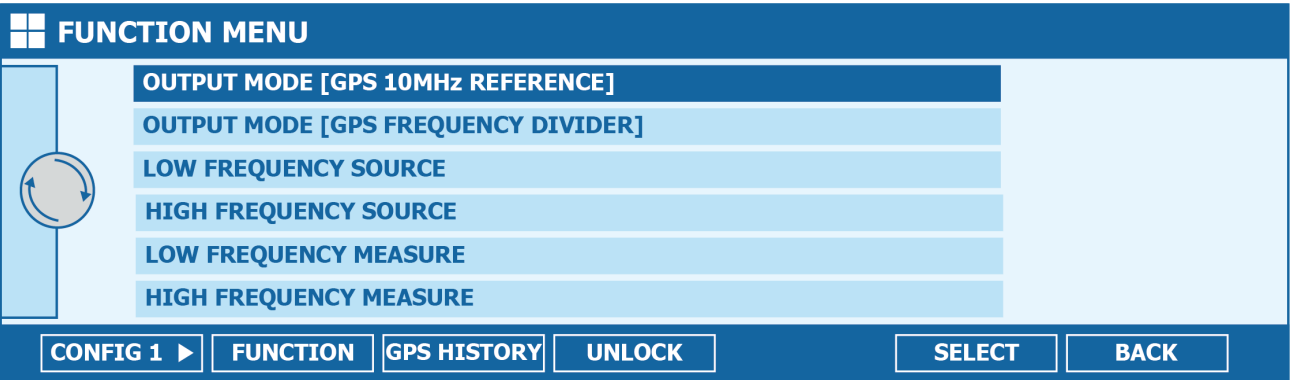 FUNCTION MENU
OUTPUT MODE [GPS 10MHz REFERENCE]
OUTPUT MODE [GPS FREQUENCY DIVIDER]
LOW FREQUENCY SOURCE
HIGH FREQUENCY SOURCE
LOW FREQUENCY MEASURE
HIGH FREQUENCY MEASURE
CONFIG 1 ▶ FUNCTION GPS HISTORY UNLOCK SELECT BACK